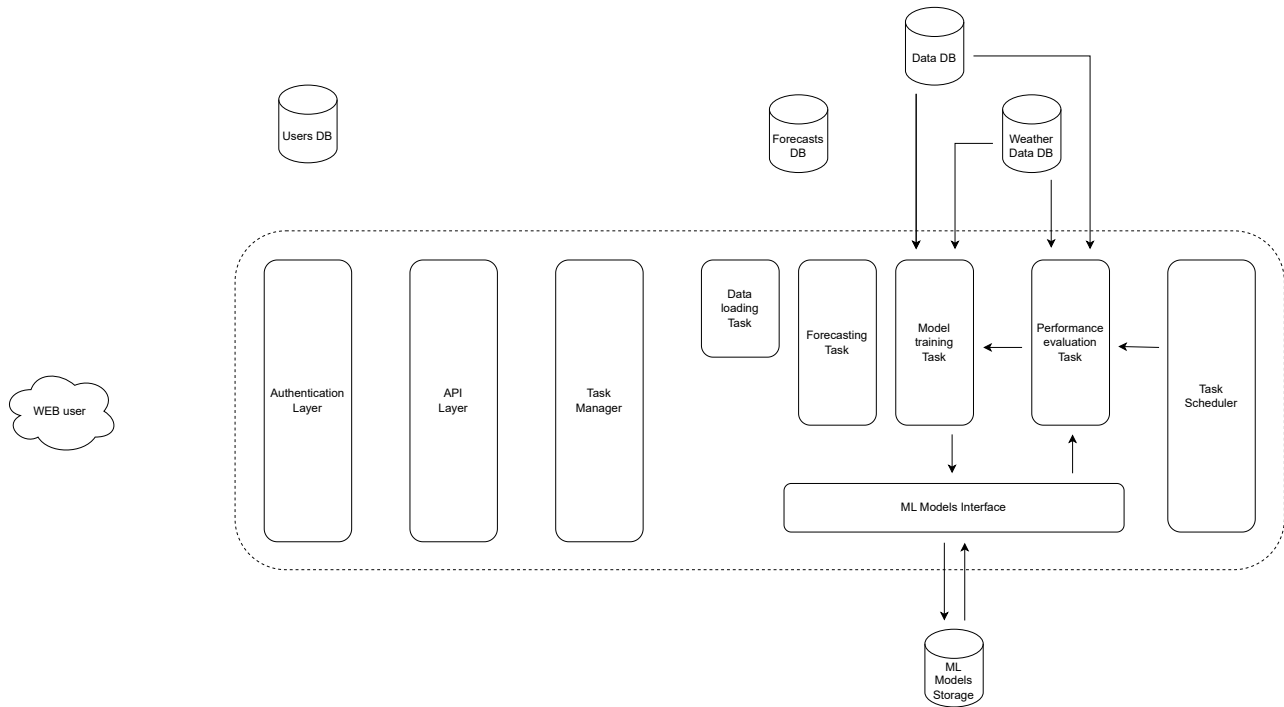 Data DB
Users DB
Forecasts
DB
Weather
Data DB
Data
loading
Task
Forecasting
Task
Model
training
Task
Performance
evaluation
Task
Task
Scheduler
Authentication
Layer
API
Layer
Task
Manager
WEB user
ML Models Interface
ML
Models
Storage